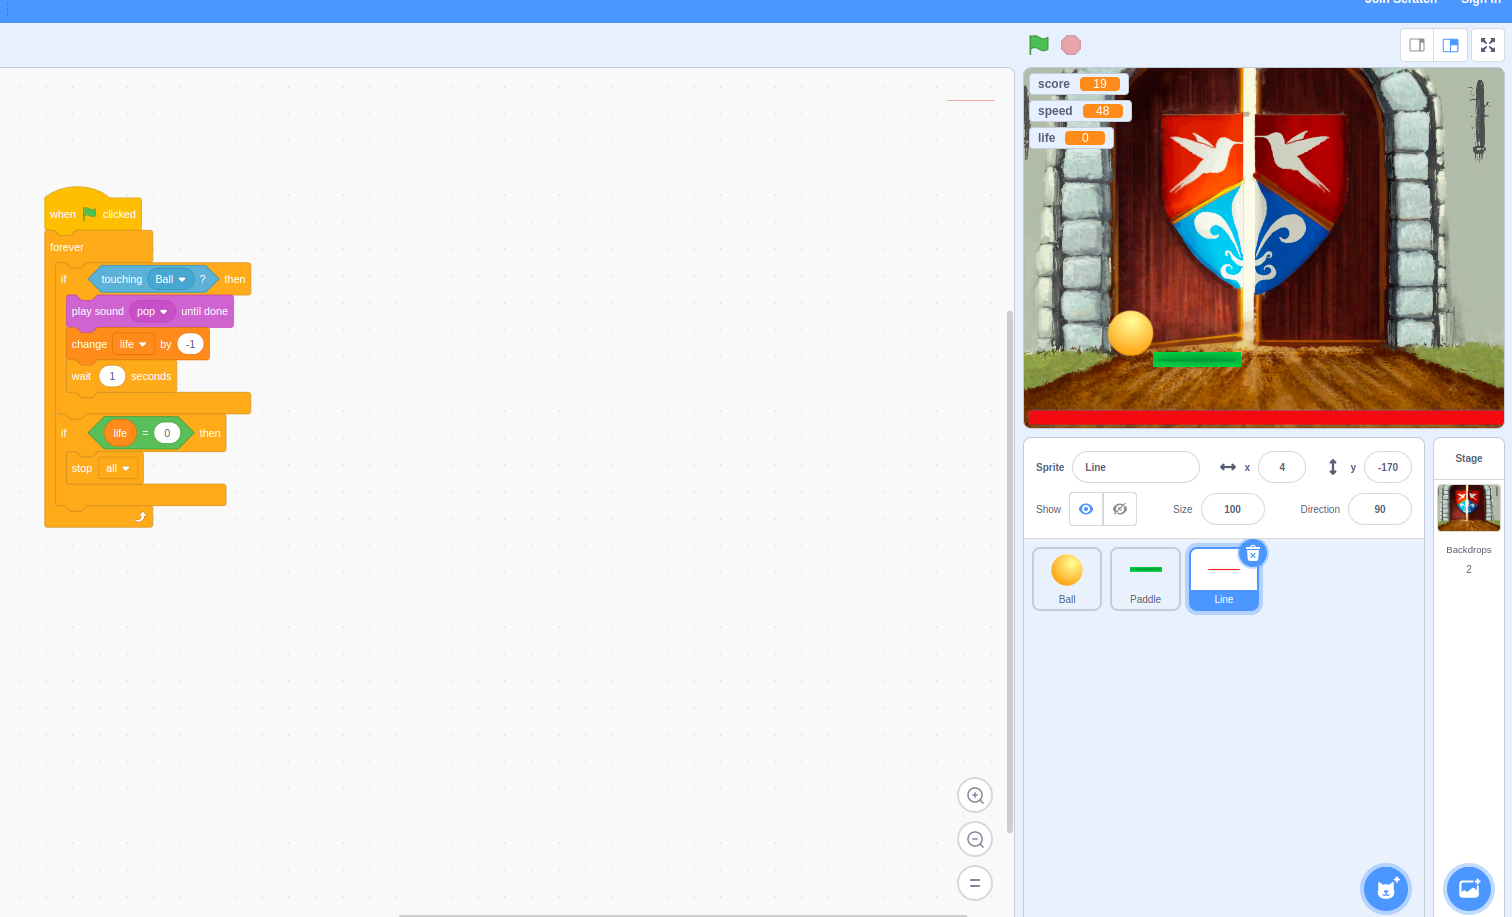 Join Scratch Sign in
score 19
speed 48
life 0
when clicked
forever
if touching Ball ? then
play sound pop until done
change life by -1
wait 1 seconds
if life = 0 then
stop all
Sprite Line x 4 y -170
Show Size 100 Direction 90
Ball Paddle Line
Stage
Backdrops
2